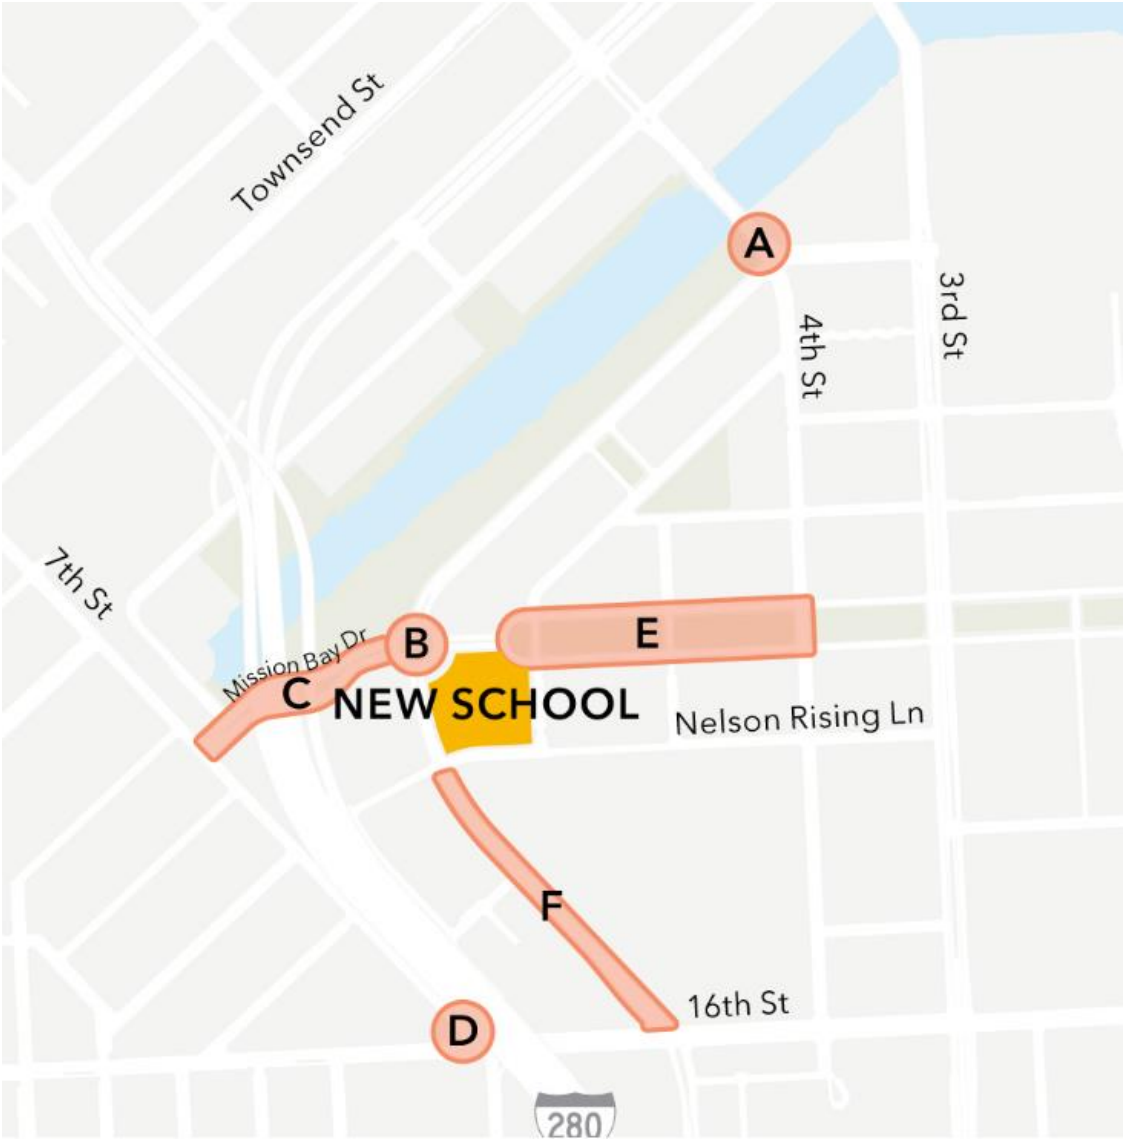 Townsend St
A
3rd St
4th St
7th St
Mission Bay Dr
B
E
C
NEW SCHOOL
Nelson Rising Ln
F
16th St
D
280